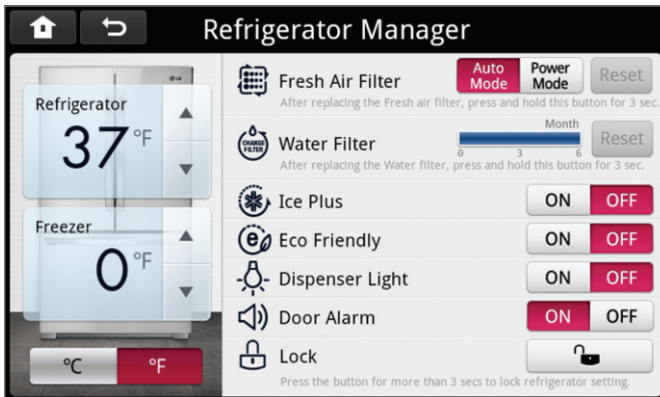 Refrigerator Manager
Refrigerator
37 °F
Freezer
0 °F
°C °F
Fresh Air Filter Auto Mode Power Mode Reset
After replacing the Fresh air filter, press and hold this button for 3 sec.
CHANGE FILTER Water Filter Month 0 3 6 Reset
After replacing the Water filter, press and hold this button for 3 sec.
Ice Plus ON OFF
e Eco Friendly ON OFF
Dispenser Light ON OFF
Door Alarm ON OFF
Lock
Press the button for more than 3 secs to lock refrigerator setting.